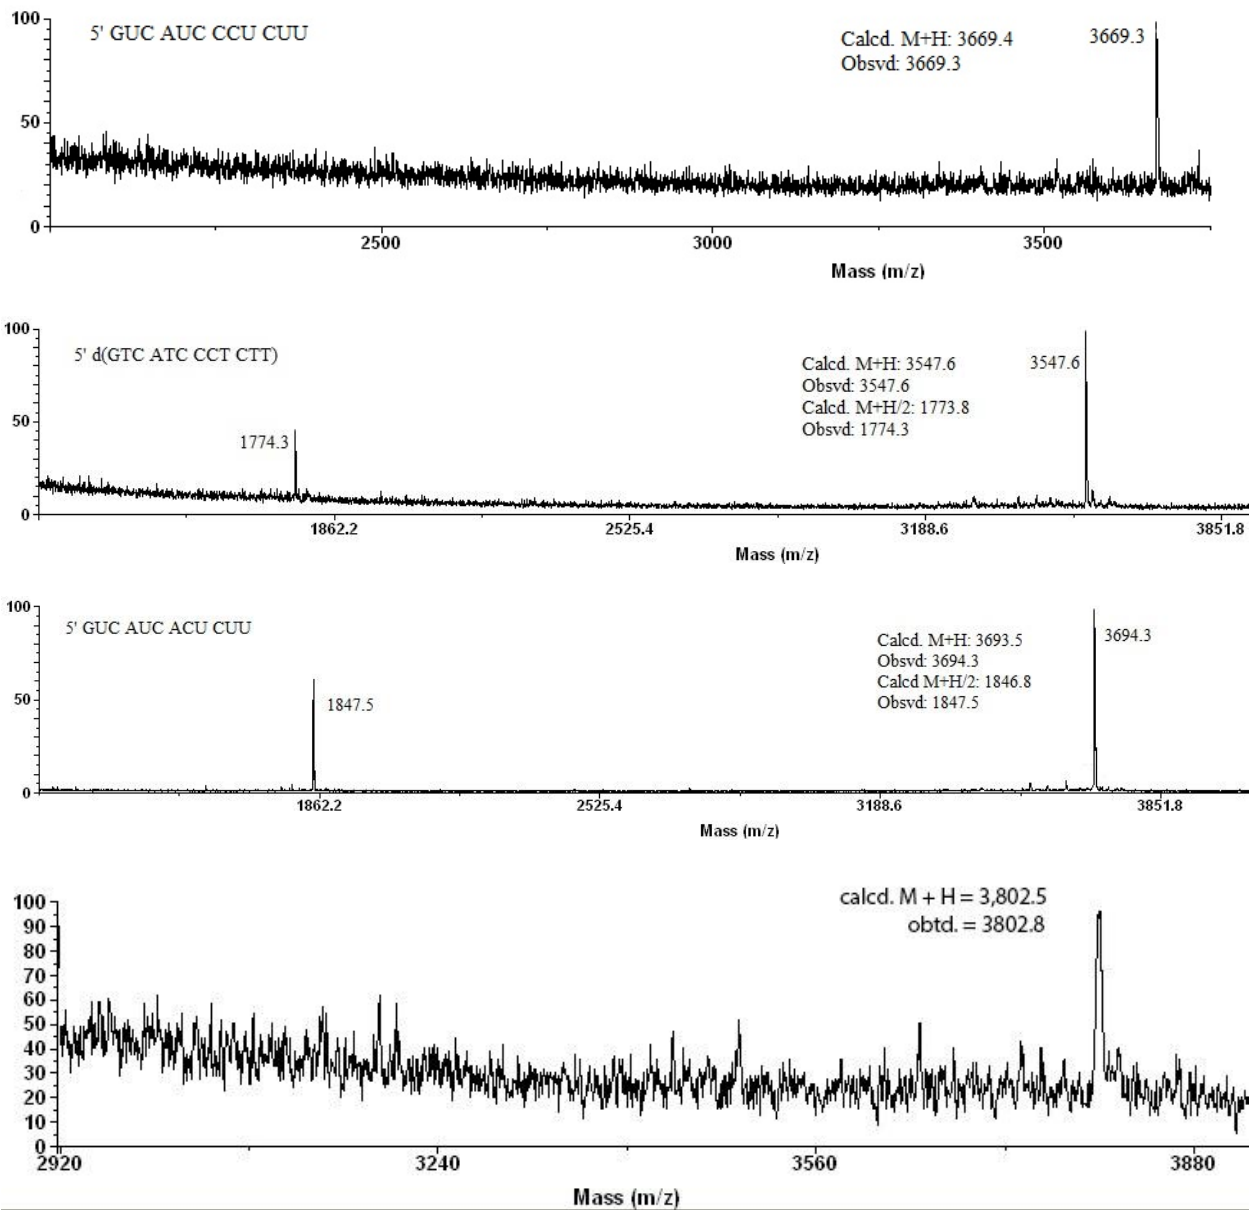 100
5' GUC AUC CCU CUU
Calcd. M+H: 3669.4
Obsvd: 3669.3
3669.3
50
0
2500
3000
3500
Mass (m/z)
100
5' d(GTC ATC CCT CTT)
Calcd. M+H: 3547.6
Obsvd: 3547.6
Calcd. M+H/2: 1773.8
Obsvd: 1774.3
3547.6
50
1774.3
0
1862.2
2525.4
3188.6
3851.8
Mass (m/z)
100
5' GUC AUC ACU CUU
Calcd. M+H: 3693.5
Obsvd: 3694.3
Calcd M+H/2: 1846.8
Obsvd: 1847.5
3694.3
50
1847.5
0
1862.2
2525.4
3188.6
3851.8
Mass (m/z)
calcd. M + H = 3,802.5
obtd. = 3802.8
100
90
80
70
60
50
40
30
20
10
0
2920
3240
3560
3880
Mass (m/z)